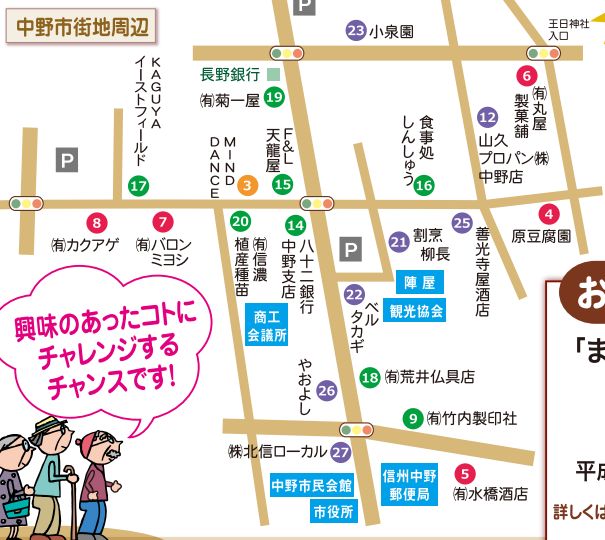 中野市街地周辺
P
23 小泉園
王日神社
入口
長野銀行
㈲菊一屋 19
KAGUYA
イーストフィールド
17
P
MIND
DANCE
3
F&L
天龍屋
15
食事処
しんしゅう
16
12
山久
プロパン㈱
中野店
6
㈲丸屋
製菓舗
8
㈲カクアゲ
7
㈲バロン
ミヨシ
20
㈲信濃
植産種苗
14
八十二銀行
中野支店
P
21 割烹
柳長
25
善光寺屋酒店
4
原豆腐園
陣屋
観光協会
22
ベル
タカギ
商工
会議所
やおよし 26
18 ㈲荒井仏具店
9 ㈲竹内製印社
㈱北信ローカル 27
中野市民会館
市役所
信州中野
郵便局
5
㈲水橋酒店
興味のあったコトに
チャレンジする
チャンスです!
お
「ま
平成
詳しくは